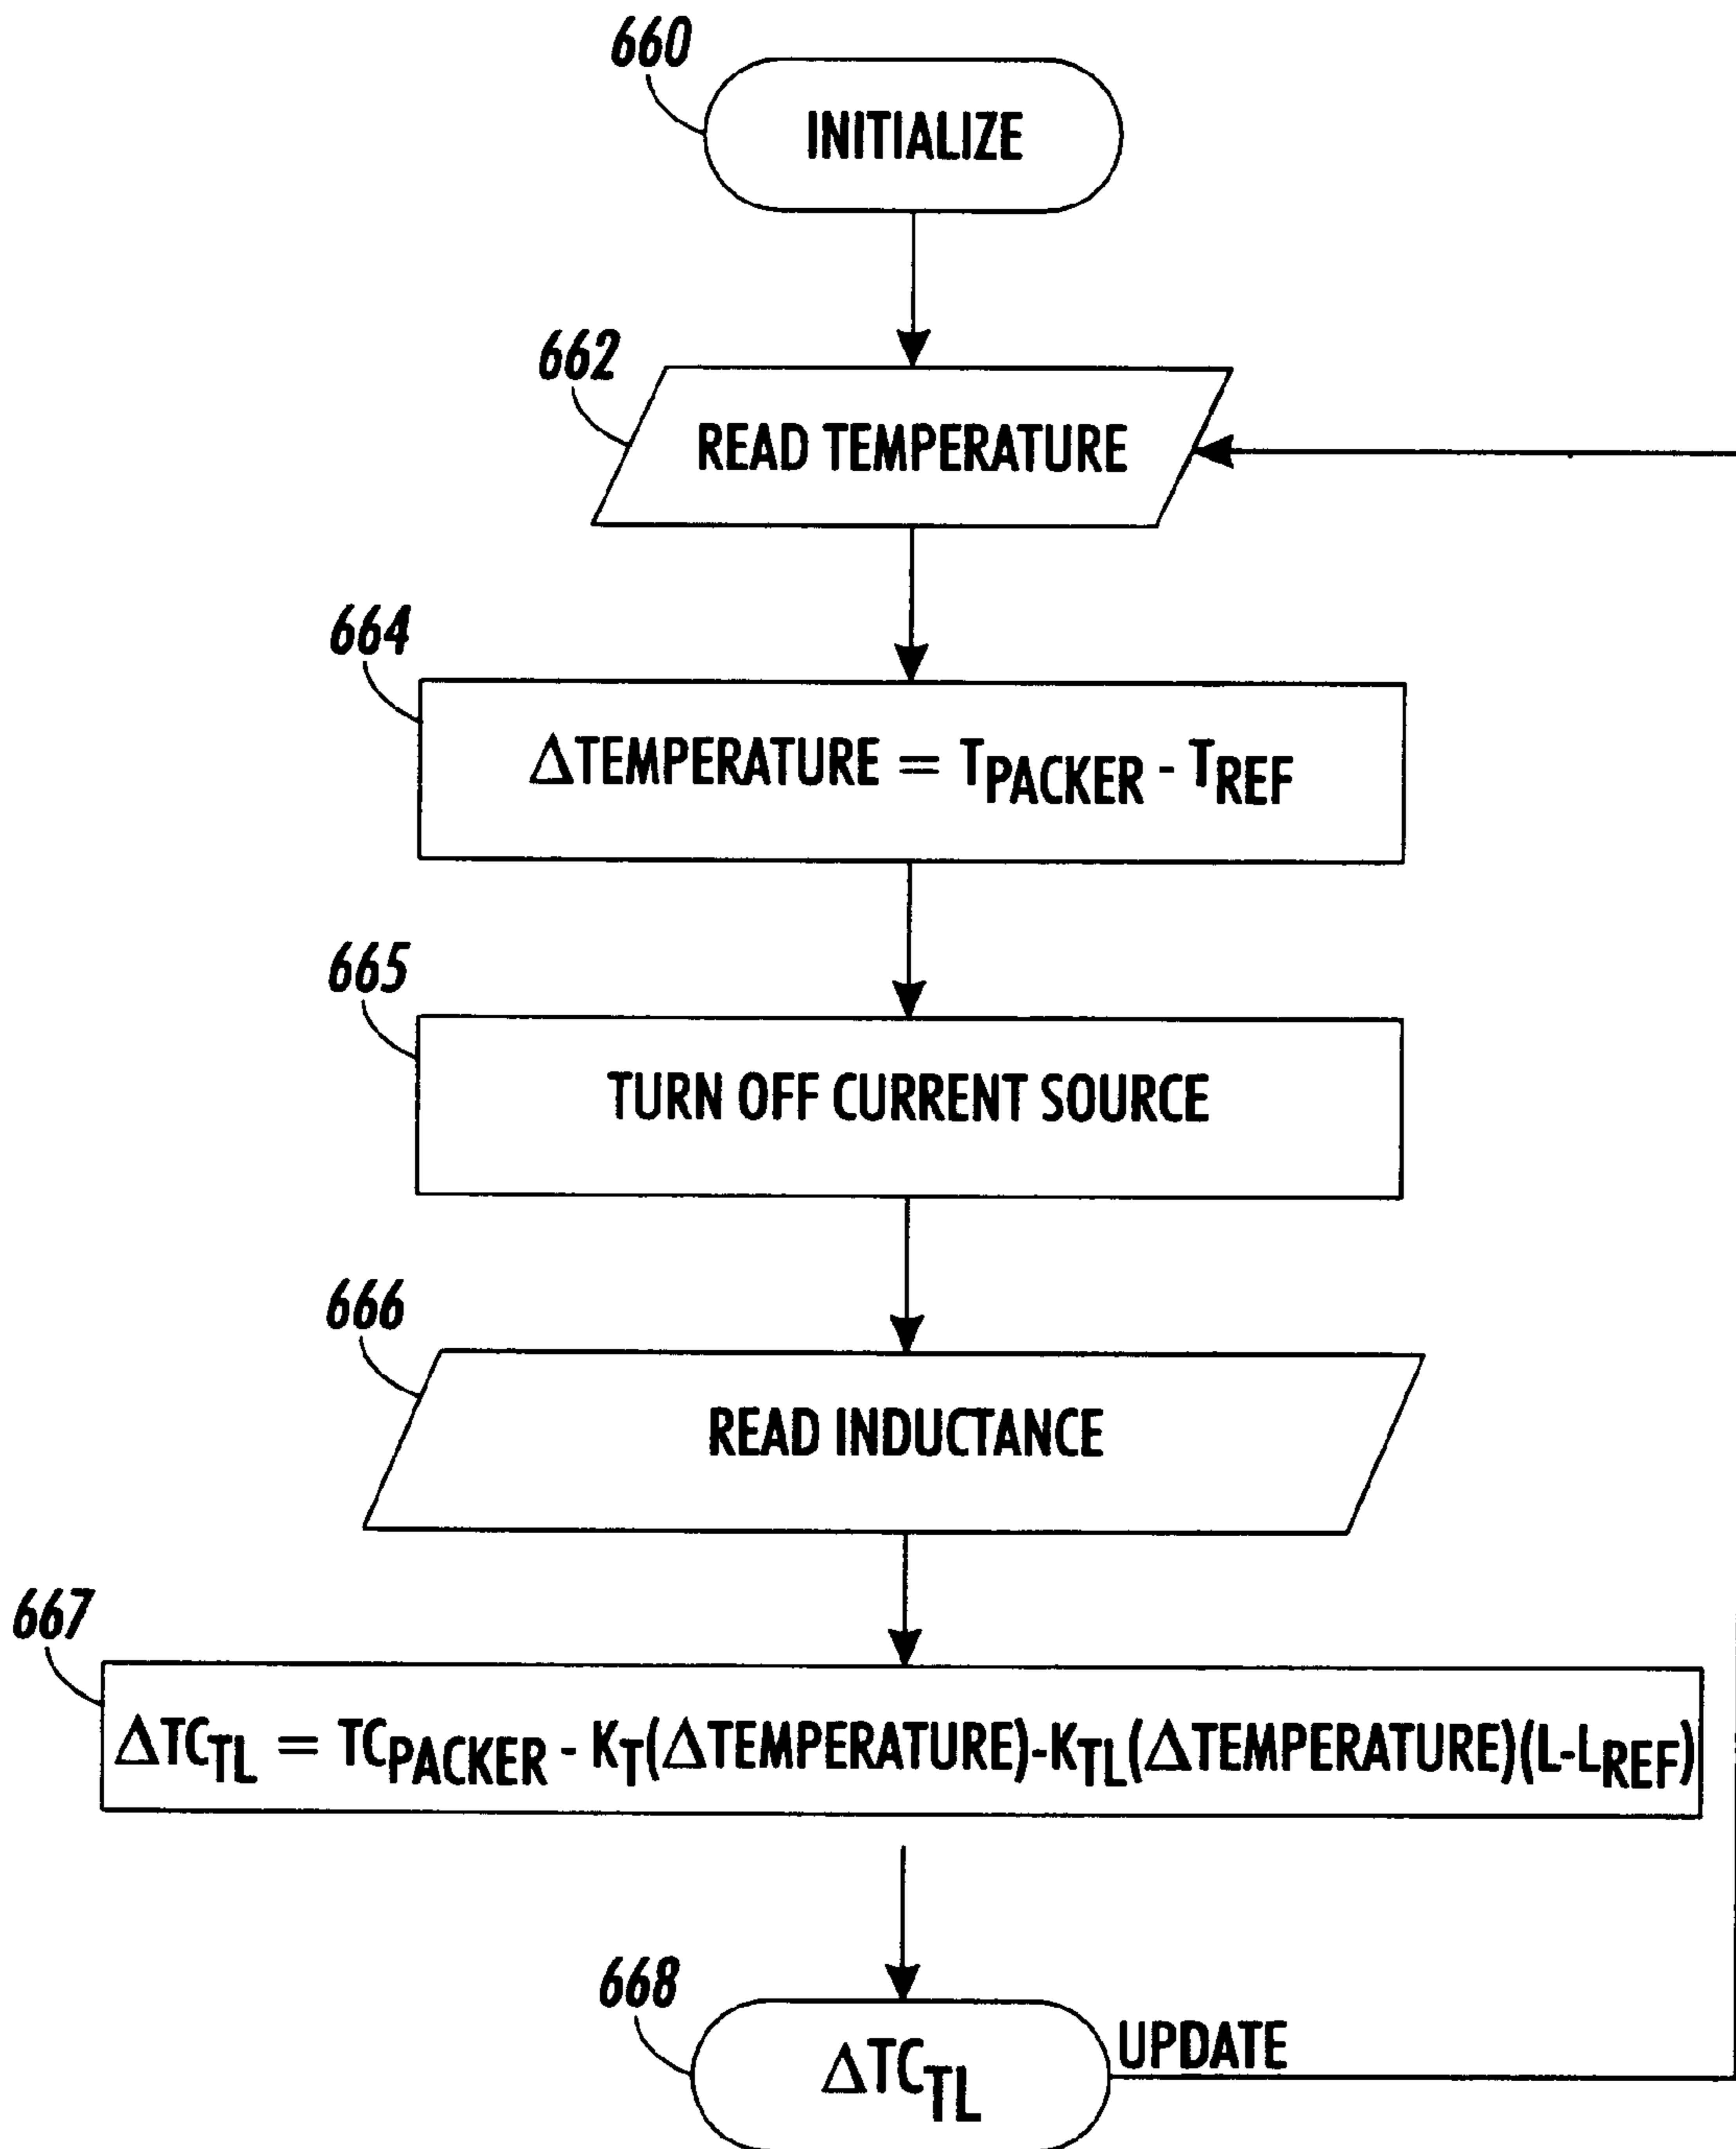 660
INITIALIZE
662
READ TEMPERATURE
664
ΔTEMPERATURE = TPACKER - TREF
665
TURN OFF CURRENT SOURCE
666
READ INDUCTANCE
667
ΔTCTL = TCPACKER - KT(ΔTEMPERATURE)-KTL(ΔTEMPERATURE)(L-LREF)
668
ΔTCTL
UPDATE